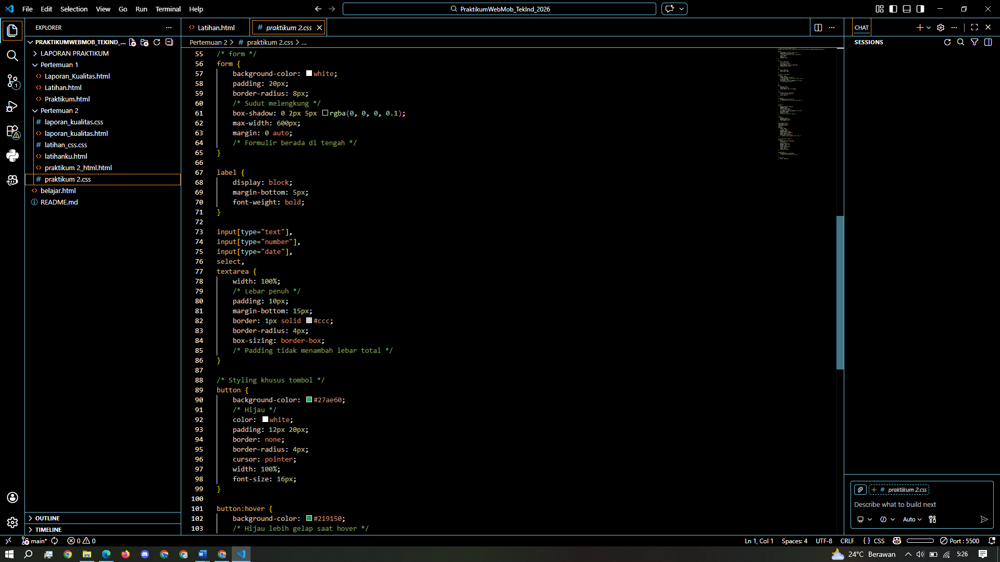 File Edit Selection View Go Run Terminal Help
PraktikumWebMob_TekInd_2026
EXPLORER
PRAKTIKUMWEBMOB_TEKIND_...
LAPORAN PRAKTIKUM
Pertemuan 1
Laporan_Kualitas.html
Latihan.html
Praktikum.html
Pertemuan 2
laporan_kualitas.css
laporan_kualitas.html
latihan_css.css
latihanku.html
praktikum 2_html.html
praktikum 2.css
belajar.html
README.md
OUTLINE
TIMELINE
Latihan.html
praktikum 2.css
Pertemuan 2 > # praktikum 2.css > ...
55 /* form */
56 form {
57 background-color: white;
58 padding: 20px;
59 border-radius: 8px;
60 /* Sudut melengkung */
61 box-shadow: 0 2px 5px rgba(0, 0, 0, 0.1);
62 max-width: 600px;
63 margin: 0 auto;
64 /* Formulir berada di tengah */
65 }
66
67 label {
68 display: block;
69 margin-bottom: 5px;
70 font-weight: bold;
71 }
72
73 input[type="text"],
74 input[type="number"],
75 input[type="date"],
76 select,
77 textarea {
78 width: 100%;
79 /* Lebar penuh */
80 padding: 10px;
81 margin-bottom: 15px;
82 border: 1px solid #ccc;
83 border-radius: 4px;
84 box-sizing: border-box;
85 /* Padding tidak menambah lebar total */
86 }
87
88 /* Styling khusus tombol */
89 button {
90 background-color: #27ae60;
91 /* Hijau */
92 color: white;
93 padding: 12px 20px;
94 border: none;
95 border-radius: 4px;
96 cursor: pointer;
97 width: 100%;
98 font-size: 16px;
99 }
100
101 button:hover {
102 background-color: #219150;
103 /* Hijau lebih gelap saat hover */
CHAT
SESSIONS
# praktikum 2.css
Describe what to build next
Auto
main* 0 0
Ln 1, Col 1 Spaces: 4 UTF-8 CRLF { } CSS Port : 5500
24°C Berawan 5:26